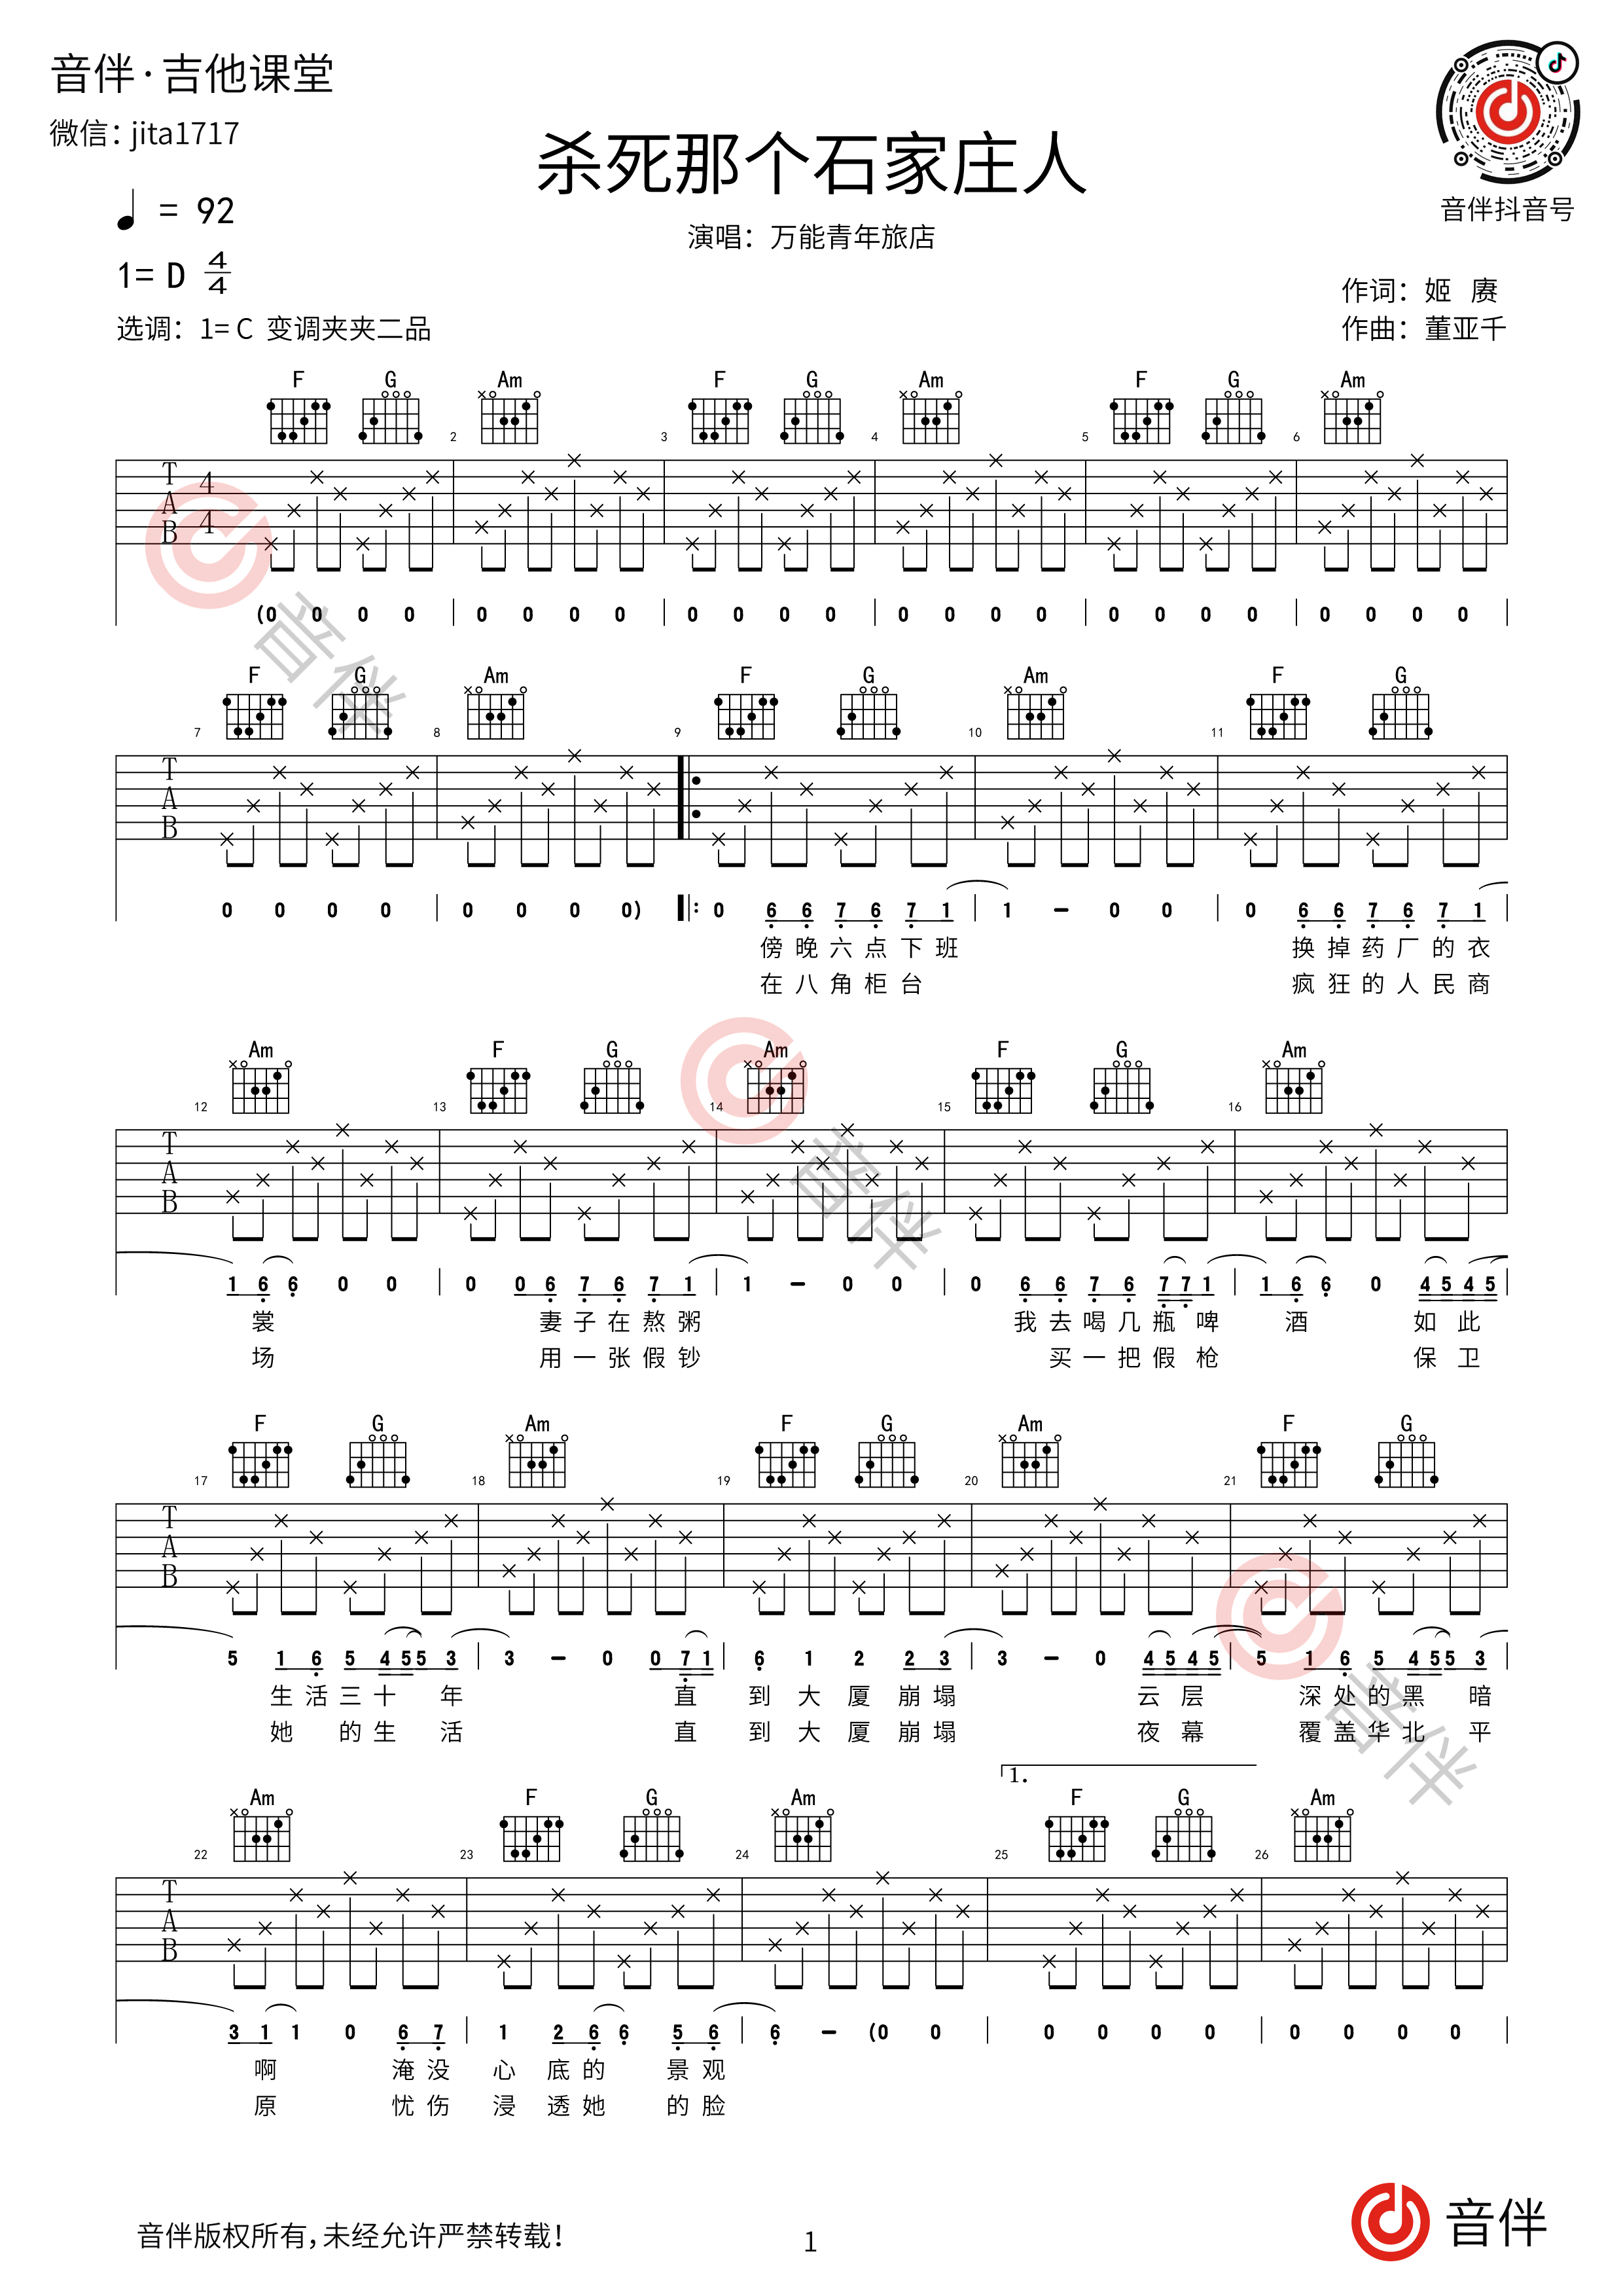 音伴·吉他课堂
微信：jita1717
杀死那个石家庄人
演唱：万能青年旅店
音伴抖音号
♩ = 92
1= D 4/4
选调：1= C 变调夹夹二品
作词：姬 赓
作曲：董亚千
F G 2 Am 3 F G 4 Am 5 F G 6 Am
T A B 4 4
(0 0 0 0 | 0 0 0 0 | 0 0 0 0 | 0 0 0 0 | 0 0 0 0 | 0 0 0 0 |
7 F G 8 Am 9 F G 10 Am 11 F G
T A B
0 0 0 0 | 0 0 0 0) |: 0 6 6 7 6 7 1 | 1 - 0 0 | 0 6 6 7 6 7 1
傍 晚 六 点 下 班 换 掉 药 厂 的 衣
在 八 角 柜 台 疯 狂 的 人 民 商
12 Am 13 F G 14 Am 15 F G 16 Am
T A B
1 6 6 0 0 | 0 0 6 7 6 7 1 | 1 - 0 0 | 0 6 6 7 6 7 7 1 | 1 6 6 0 4 5 4 5 |
裳 妻 子 在 熬 粥 我 去 喝 几 瓶 啤 酒 如 此
场 用 一 张 假 钞 买 一 把 假 枪 保 卫
17 F G 18 Am 19 F G 20 Am 21 F G
T A B
5 1 6 5 4 5 5 3 | 3 - 0 0 7 1 | 6 1 2 2 3 | 3 - 0 4 5 4 5 | 5 1 6 5 4 5 5 3 |
生 活 三 十 年 直 到 大 厦 崩 塌 云 层 深 处 的 黑 暗
她 的 生 活 直 到 大 厦 崩 塌 夜 幕 覆 盖 华 北 平
1.
22 Am 23 F G 24 Am 25 F G 26 Am
T A B
3 1 1 0 6 7 | 1 2 6 6 5 6 | 6 - (0 0 | 0 0 0 0 | 0 0 0 0 |
啊 淹 没 心 底 的 景 观
原 忧 伤 浸 透 她 的 脸
音伴版权所有，未经允许严禁转载！
1
音伴
音伴
音伴
音伴